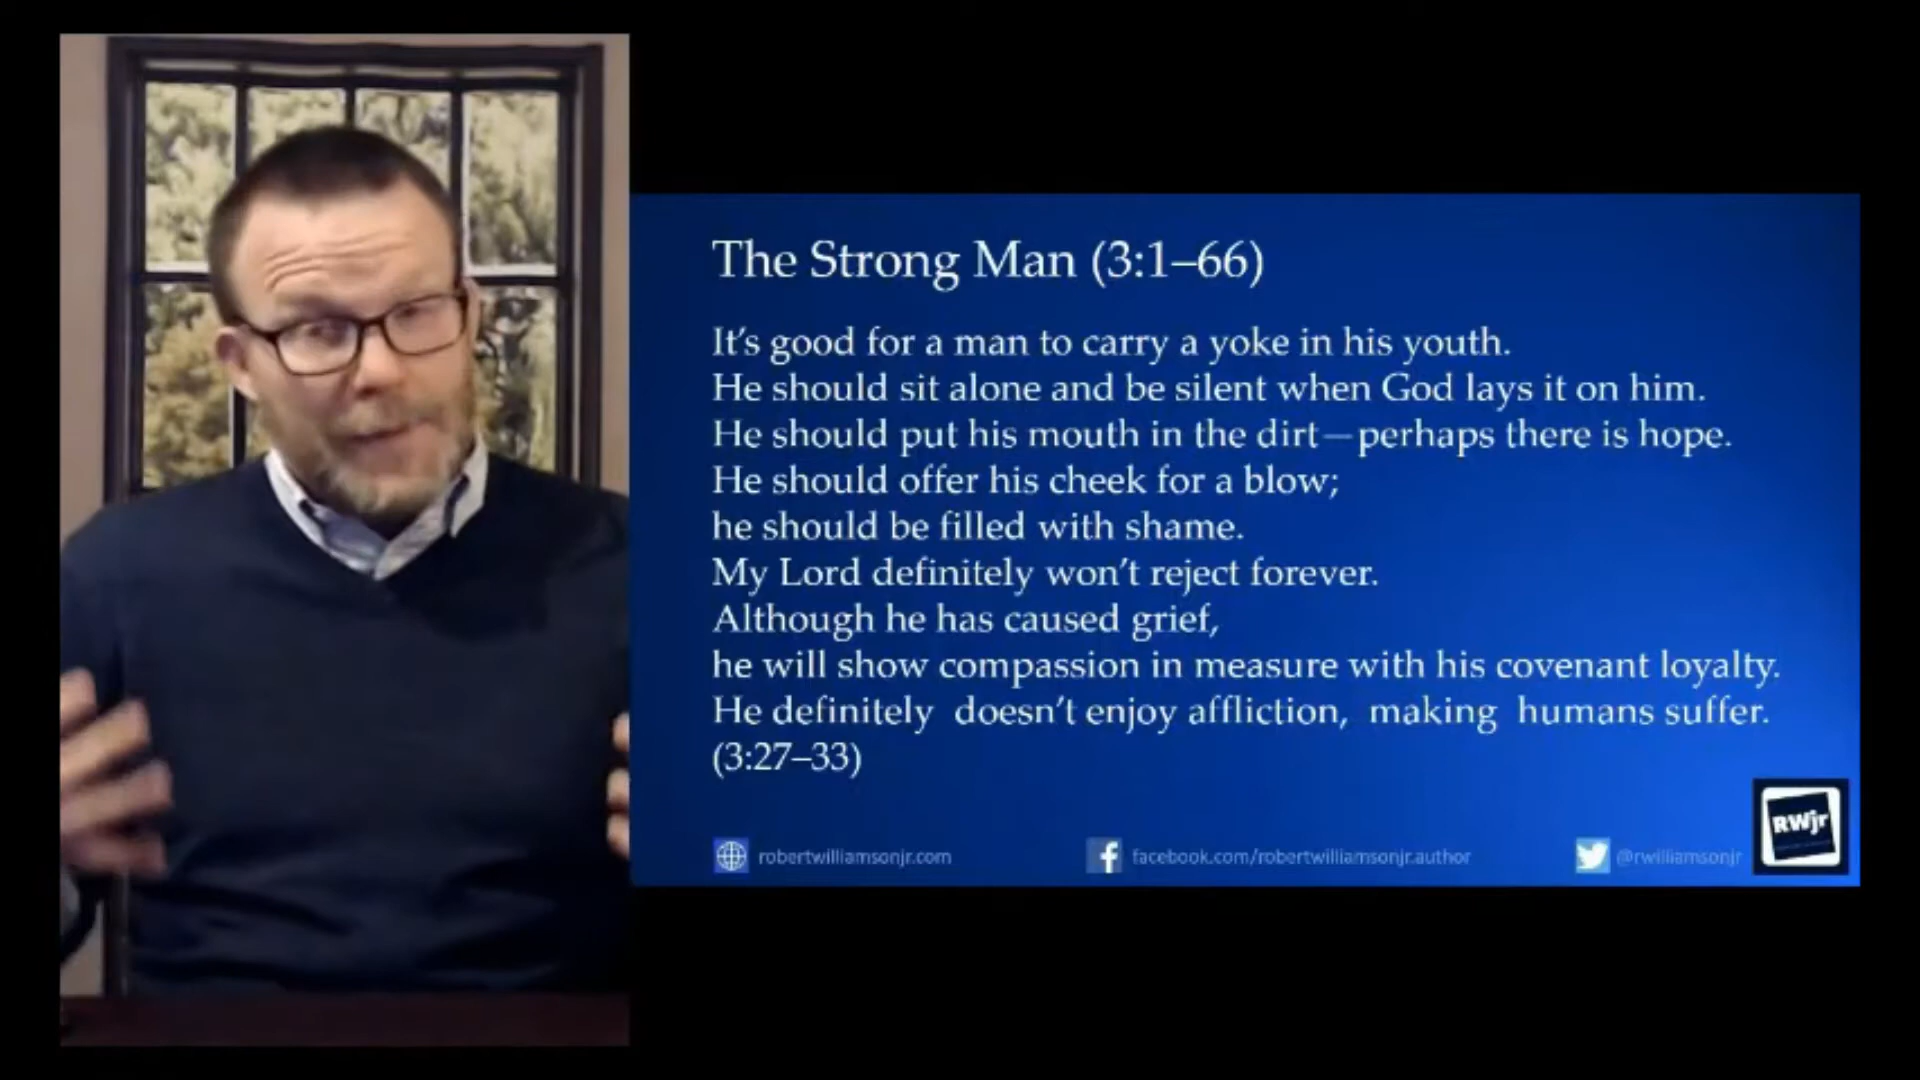 The Strong Man (3:1–66)
It's good for a man to carry a yoke in his youth.
He should sit alone and be silent when God lays it on him.
He should put his mouth in the dirt—perhaps there is hope.
He should offer his cheek for a blow;
he should be filled with shame.
My Lord definitely won't reject forever.
Although he has caused grief,
he will show compassion in measure with his covenant loyalty.
He definitely doesn't enjoy affliction, making humans suffer.
(3:27–33)
robertwilliamsonjr.com
facebook.com/robertwilliamsonjr.author
@rwilliamsonjr
RWjr